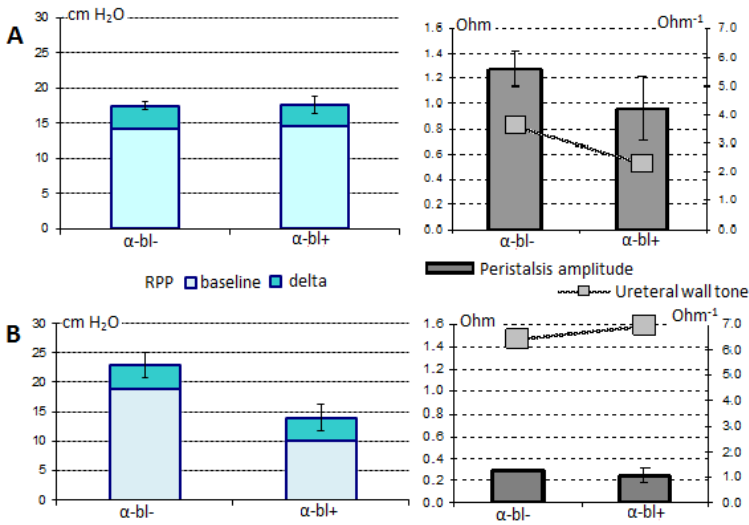 A
cm H₂O
30
25
20
15
10
5
0
α-bl- α-bl+
Ohm Ohm⁻¹
1.6 7.0
1.4 6.0
1.2 5.0
1.0 4.0
0.8 3.0
0.6 2.0
0.4 1.0
0.2 0.0
0.0
α-bl- α-bl+
RPP baseline delta
Peristalsis amplitude
Ureteral wall tone
B
cm H₂O
30
25
20
15
10
5
0
α-bl- α-bl+
Ohm Ohm⁻¹
1.6 7.0
1.4 6.0
1.2 5.0
1.0 4.0
0.8 3.0
0.6 2.0
0.4 1.0
0.2 0.0
0.0
α-bl- α-bl+